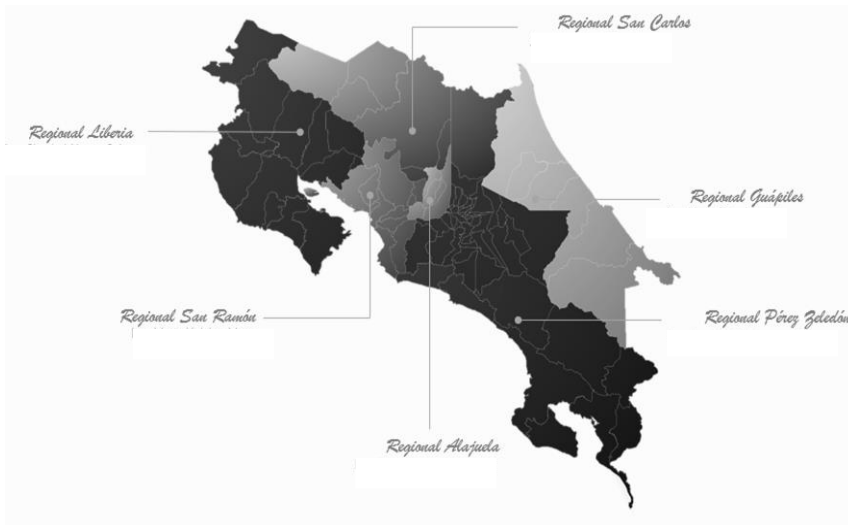 Regional San Carlos
Regional Liberia
Regional Guápiles
Regional San Ramón
Regional Pérez Zeledón
Regional Alajuela